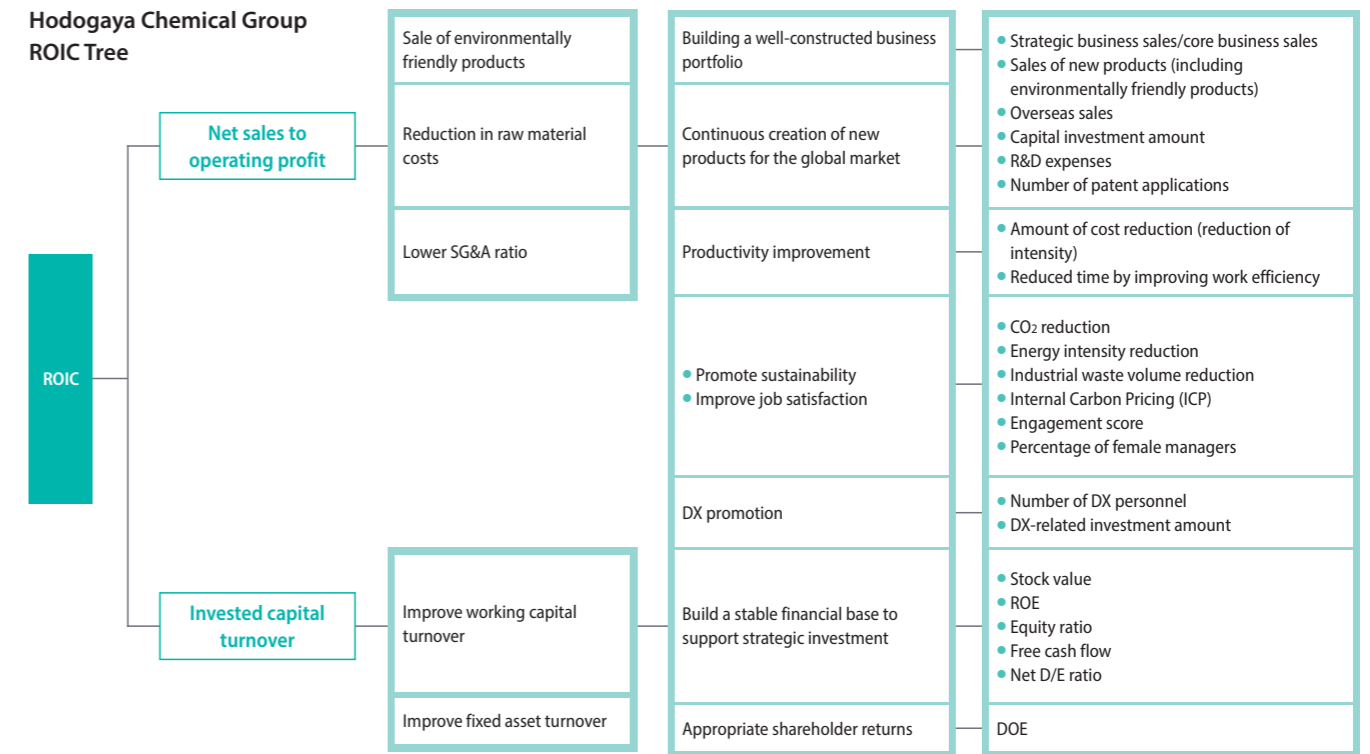 Hodogaya Chemical Group
ROIC Tree
ROIC
Net sales to
operating profit
Invested capital
turnover
Sale of environmentally
friendly products
Reduction in raw material
costs
Lower SG&A ratio
Improve working capital
turnover
Improve fixed asset turnover
Building a well-constructed business
portfolio
Continuous creation of new
products for the global market
Productivity improvement
• Promote sustainability
• Improve job satisfaction
DX promotion
Build a stable financial base to
support strategic investment
Appropriate shareholder returns
• Strategic business sales/core business sales
• Sales of new products (including
environmentally friendly products)
• Overseas sales
• Capital investment amount
• R&D expenses
• Number of patent applications
• Amount of cost reduction (reduction of
intensity)
• Reduced time by improving work efficiency
• CO2 reduction
• Energy intensity reduction
• Industrial waste volume reduction
• Internal Carbon Pricing (ICP)
• Engagement score
• Percentage of female managers
• Number of DX personnel
• DX-related investment amount
• Stock value
• ROE
• Equity ratio
• Free cash flow
• Net D/E ratio
DOE